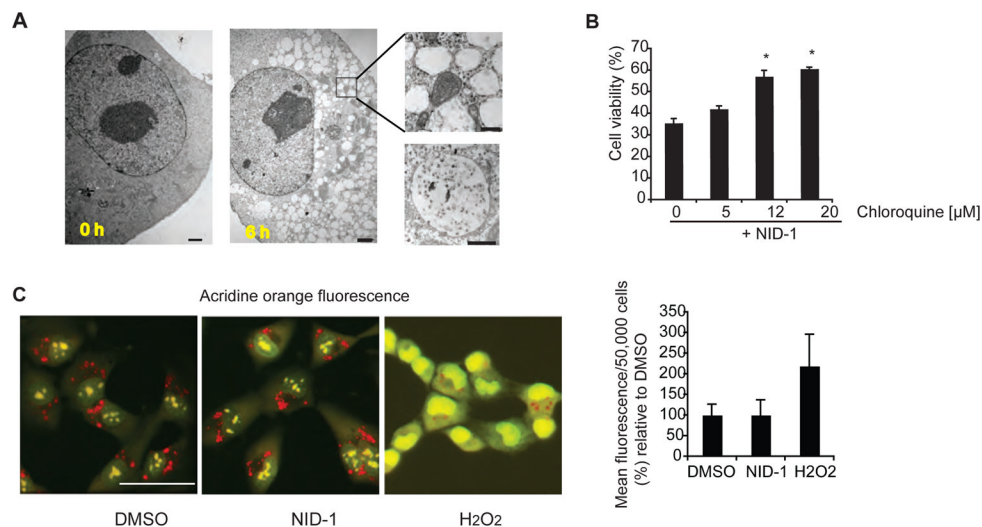 A
0 h
6 h
B
Cell viability (%)
70
60
50
40
30
20
10
0
*
*
0 5 12 20 Chloroquine [µM]
+ NID-1
C
Acridine orange fluorescence
DMSO NID-1 H2O2
Mean fluorescence/50,000 cells
(%) relative to DMSO
350
300
250
200
150
100
50
0
DMSO NID-1 H2O2